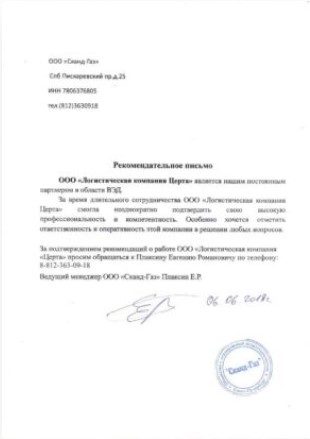 ООО «Сканд-Газ»
Спб Пискаревский пр.д.25
ИНН 7806376805
тел (812)3630918
Рекомендательное письмо
ООО «Логистическая компания Церта» является нашим постоянным
партнером в области ВЭД.
За время длительного сотрудничества ООО «Логистическая компания
Церта» смогла неоднократно подтвердить свою высокую
профессиональность и компетентность. Особенно хочется отметить
ответственность и оперативность этой компании в решении любых вопросов.
За подтверждением рекомендаций о работе ООО «Логистическая компания
«Церта» просим обращаться к Плаксину Евгению Романовичу по телефону:
8-812-363-09-18
Ведущий менеджер ООО «Сканд-Газ» Плаксин Е.Р.
06 06 2018г.
"Сканд-Газ"